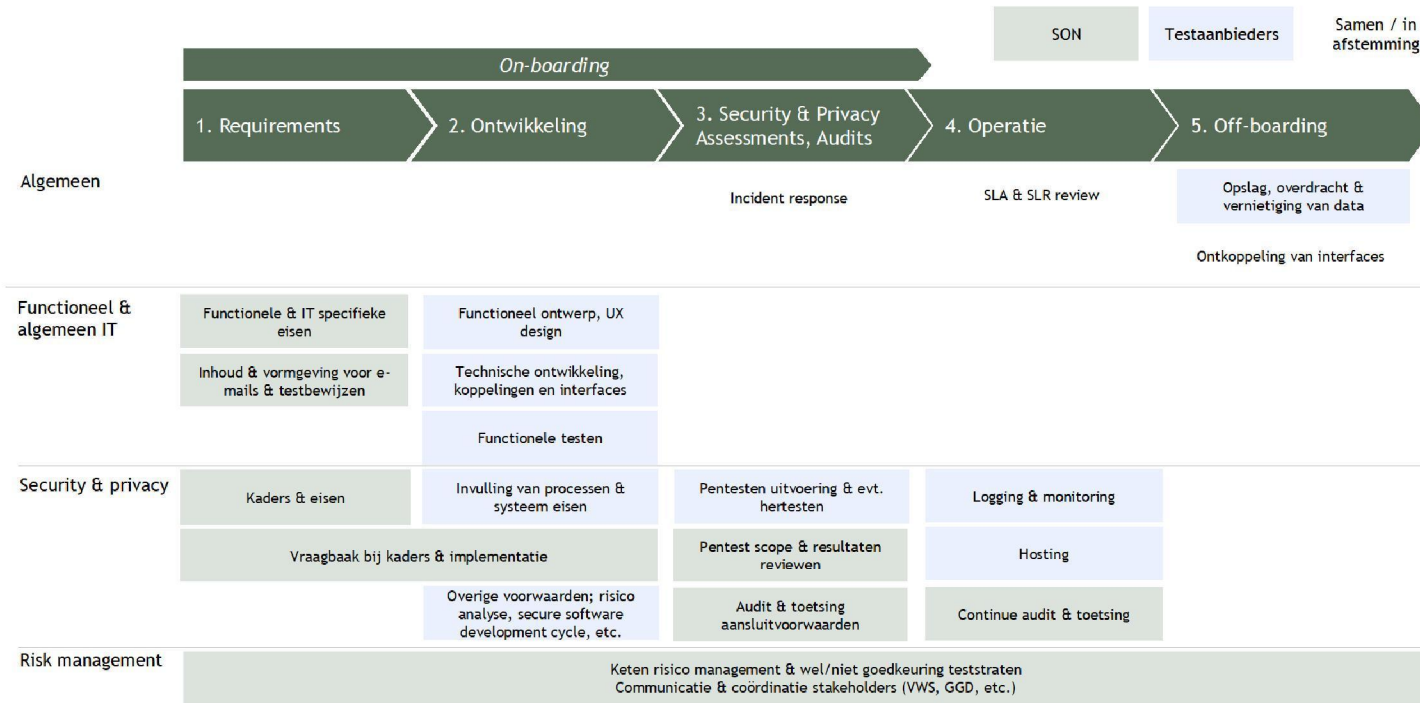 SON
Testaanbieders
Samen / in
afstemming
On-boarding
1. Requirements
2. Ontwikkeling
3. Security & Privacy
Assessments, Audits
4. Operatie
5. Off-boarding
Algemeen
Incident response
SLA & SLR review
Opslag, overdracht &
vernietiging van data
Ontkoppeling van interfaces
Functioneel &
algemeen IT
Functionele & IT specifieke
eisen
Functioneel ontwerp, UX
design
Inhoud & vormgeving voor e-
mails & testbewijzen
Technische ontwikkeling,
koppelingen en interfaces
Functionele testen
Security & privacy
Kaders & eisen
Invulling van processen &
systeem eisen
Pentesten uitvoering & evt.
hertesten
Logging & monitoring
Vraagbaak bij kaders & implementatie
Pentest scope & resultaten
reviewen
Hosting
Overige voorwaarden; risico
analyse, secure software
development cycle, etc.
Audit & toetsing
aansluitvoorwaarden
Continue audit & toetsing
Risk management
Keten risico management & wel/niet goedkeuring teststraten
Communicatie & coördinatie stakeholders (VWS, GGD, etc.)